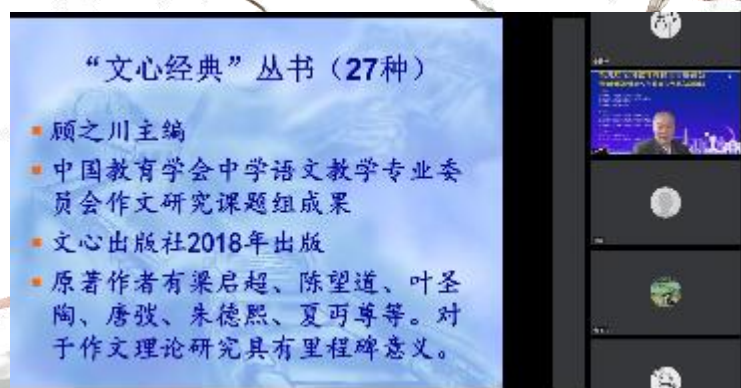 “文心经典”丛书（27种）
顾之川主编
中国教育学会中学语文教学专业委
员会作文研究课题组成果
文心出版社2018年出版
原著作者有梁启超、陈望道、叶圣
陶、唐弢、朱德熙、夏丏尊等。对
于作文理论研究具有里程碑意义。